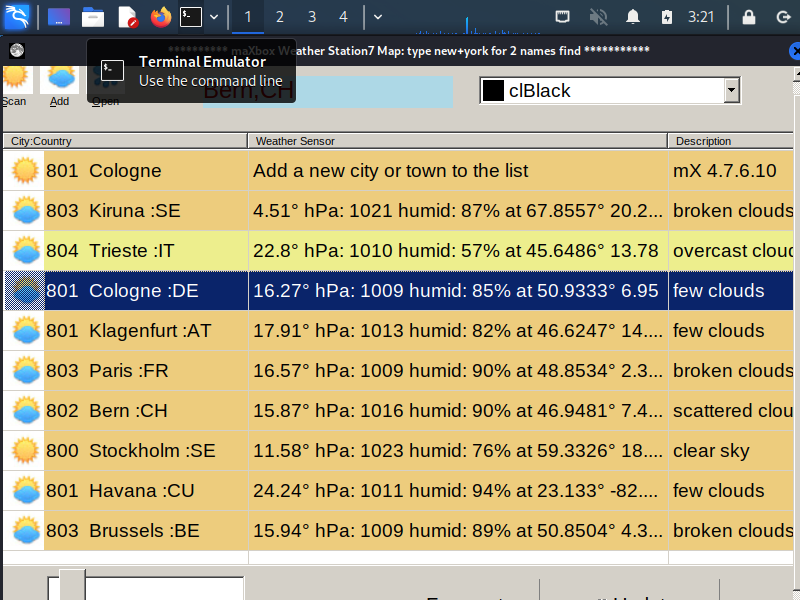 1 2 3 4 3:21
********** maXbox Weather Station7 Map: type new+york for 2 names find ***********
Terminal Emulator
Use the command line
Scan Add Open
Bern,CH
clBlack
City:Country Weather Sensor Description
801 Cologne Add a new city or town to the list mX 4.7.6.10
803 Kiruna :SE 4.51° hPa: 1021 humid: 87% at 67.8557° 20.2... broken clouds
804 Trieste :IT 22.8° hPa: 1010 humid: 57% at 45.6486° 13.78 overcast clouc
801 Cologne :DE 16.27° hPa: 1009 humid: 85% at 50.9333° 6.95 few clouds
801 Klagenfurt :AT 17.91° hPa: 1013 humid: 82% at 46.6247° 14.... few clouds
803 Paris :FR 16.57° hPa: 1009 humid: 90% at 48.8534° 2.3... broken clouds
802 Bern :CH 15.87° hPa: 1016 humid: 90% at 46.9481° 7.4... scattered clou
800 Stockholm :SE 11.58° hPa: 1023 humid: 76% at 59.3326° 18.... clear sky
801 Havana :CU 24.24° hPa: 1011 humid: 94% at 23.133° -82.... few clouds
803 Brussels :BE 15.94° hPa: 1009 humid: 89% at 50.8504° 4.3... broken clouds